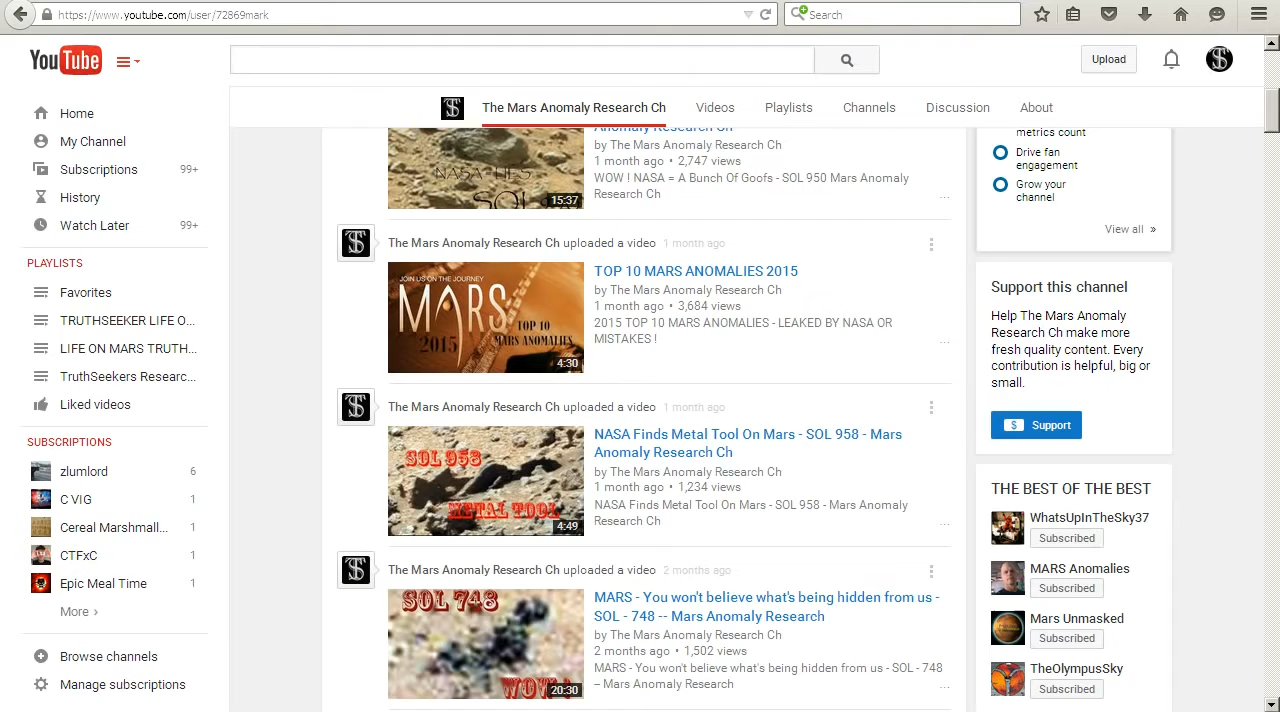 https://www.youtube.com/user/72869mark
Search
YouTube
Upload
The Mars Anomaly Research Ch
Videos
Playlists
Channels
Discussion
About
Home
My Channel
Subscriptions 99+
History
Watch Later 99+
PLAYLISTS
Favorites
TRUTHSEEKER LIFE O...
LIFE ON MARS TRUTH...
TruthSeekers Researc...
Liked videos
SUBSCRIPTIONS
zlumlord 6
C VIG 1
Cereal Marshmall... 1
CTFxC 1
Epic Meal Time 1
More ›
Browse channels
Manage subscriptions
Anomaly Research Ch
by The Mars Anomaly Research Ch
1 month ago • 2,747 views
WOW ! NASA = A Bunch Of Goofs - SOL 950 Mars Anomaly
Research Ch
...
NASA LIES
SOL
15:37
The Mars Anomaly Research Ch uploaded a video 1 month ago
JOIN US ON THE JOURNEY
MARS
2015
TOP 10
MARS ANOMALIES
4:30
TOP 10 MARS ANOMALIES 2015
by The Mars Anomaly Research Ch
1 month ago • 3,684 views
2015 TOP 10 MARS ANOMALIES - LEAKED BY NASA OR
MISTAKES !
...
The Mars Anomaly Research Ch uploaded a video 1 month ago
SOL 958
METAL TOOL
4:49
NASA Finds Metal Tool On Mars - SOL 958 - Mars
Anomaly Research Ch
by The Mars Anomaly Research Ch
1 month ago • 1,234 views
NASA Finds Metal Tool On Mars - SOL 958 - Mars Anomaly
Research Ch
...
The Mars Anomaly Research Ch uploaded a video 2 months ago
SOL 748
WOW !
20:30
MARS - You won't believe what's being hidden from us -
SOL - 748 -- Mars Anomaly Research
by The Mars Anomaly Research Ch
2 months ago • 1,502 views
MARS - You won't believe what's being hidden from us - SOL - 748
– Mars Anomaly Research
...
metrics count
Drive fan
engagement
Grow your
channel
View all »
Support this channel
Help The Mars Anomaly
Research Ch make more
fresh quality content. Every
contribution is helpful, big or
small.
$ Support
THE BEST OF THE BEST
WhatsUpInTheSky37
Subscribed
MARS Anomalies
Subscribed
Mars Unmasked
Subscribed
TheOlympusSky
Subscribed